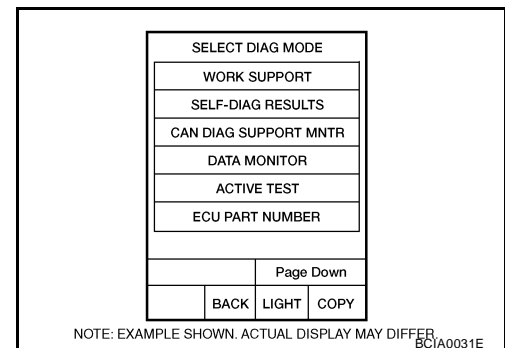 SELECT DIAG MODE
WORK SUPPORT
SELF-DIAG RESULTS
CAN DIAG SUPPORT MNTR
DATA MONITOR
ACTIVE TEST
ECU PART NUMBER
Page Down
BACK LIGHT COPY
NOTE: EXAMPLE SHOWN. ACTUAL DISPLAY MAY DIFFER.
BCIA0031E